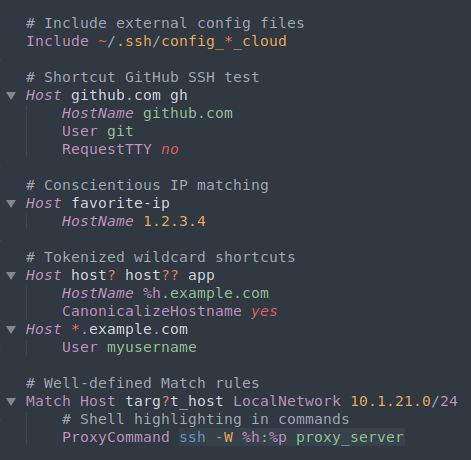 # Include external config files
Include ~/.ssh/config_*_cloud
# Shortcut GitHub SSH test
Host github.com gh
HostName github.com
User git
RequestTTY no
# Conscientious IP matching
Host favorite-ip
HostName 1.2.3.4
# Tokenized wildcard shortcuts
Host host? host?? app
HostName %h.example.com
CanonicalizeHostname yes
Host *.example.com
User myusername
# Well-defined Match rules
Match Host targ?t_host LocalNetwork 10.1.21.0/24
# Shell highlighting in commands
ProxyCommand ssh -W %h:%p proxy_server